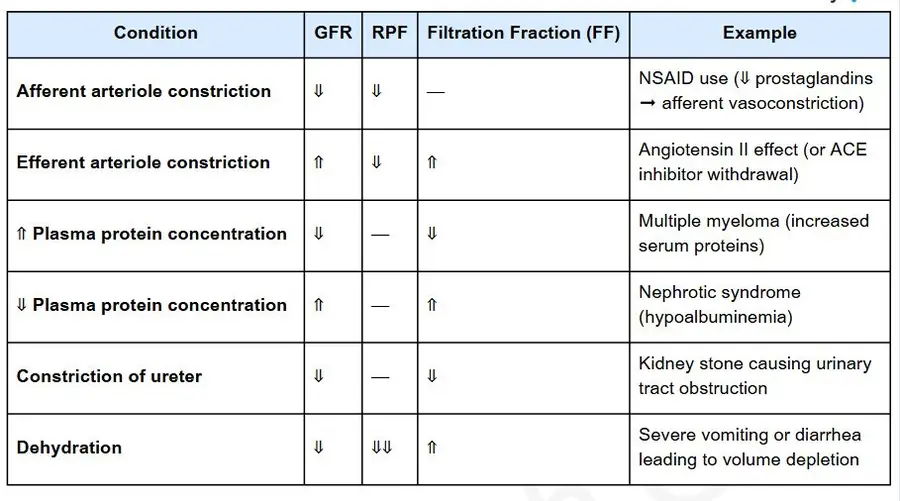 Condition GFR RPF Filtration Fraction (FF) Example
Afferent arteriole constriction ⇓ ⇓ — NSAID use (⇓ prostaglandins
➞ afferent vasoconstriction)
Efferent arteriole constriction ⇑ ⇓ ⇑ Angiotensin II effect (or ACE
inhibitor withdrawal)
⇑ Plasma protein concentration ⇓ — ⇓ Multiple myeloma (increased
serum proteins)
⇓ Plasma protein concentration ⇑ — ⇑ Nephrotic syndrome
(hypoalbuminemia)
Constriction of ureter ⇓ — ⇓ Kidney stone causing urinary
tract obstruction
Dehydration ⇓ ⇓⇓ ⇑ Severe vomiting or diarrhea
leading to volume depletion